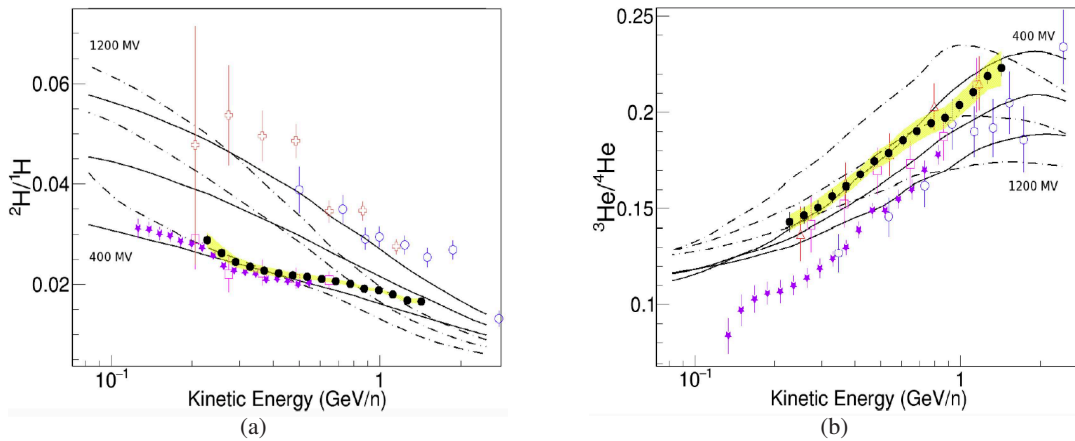 1200 MV
0.06
0.04
0.02
400 MV
²H/¹H
10⁻¹
1
Kinetic Energy (GeV/n)
(a)
0.25
0.2
0.15
0.1
400 MV
1200 MV
³He/⁴He
10⁻¹
1
Kinetic Energy (GeV/n)
(b)